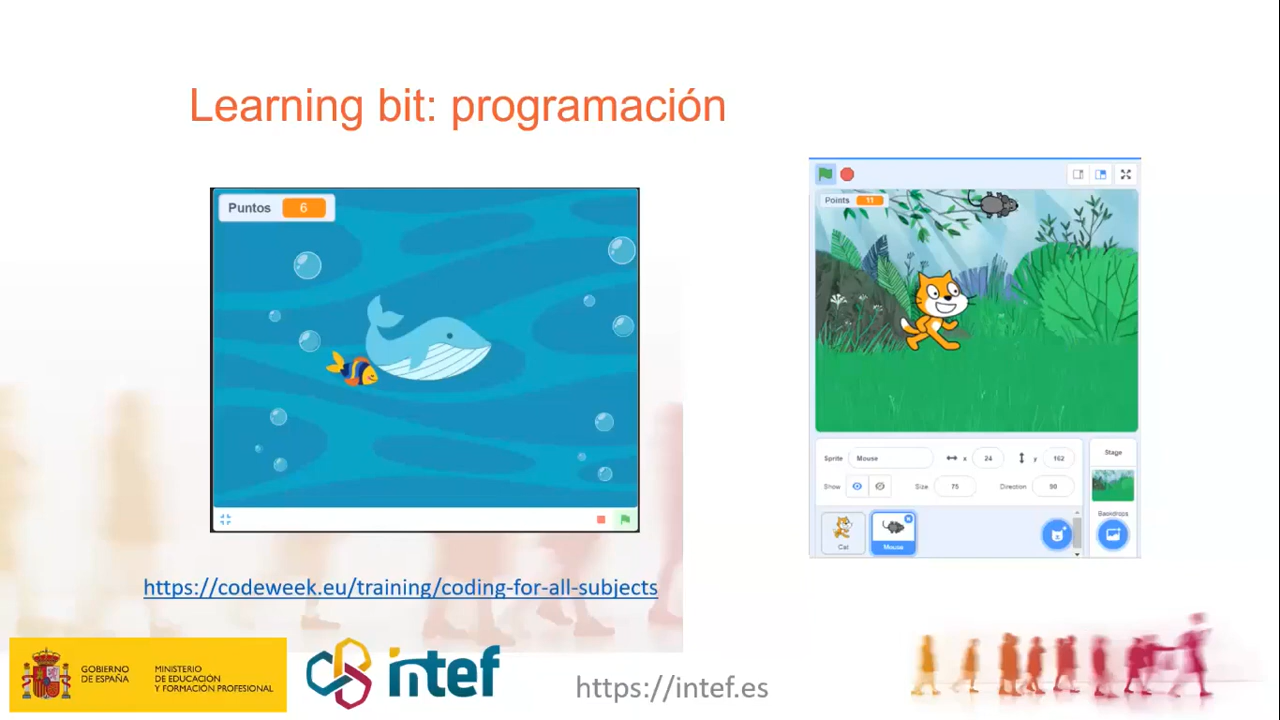 Learning bit: programación
Puntos 6
Points 11
Sprite Mouse x 24 y 162
Show Size 75 Direction 90
Stage
Backdrops
Cat Mouse
https://codeweek.eu/training/coding-for-all-subjects
GOBIERNO
DE ESPAÑA
MINISTERIO
DE EDUCACIÓN
Y FORMACIÓN PROFESIONAL
intef
https://intef.es